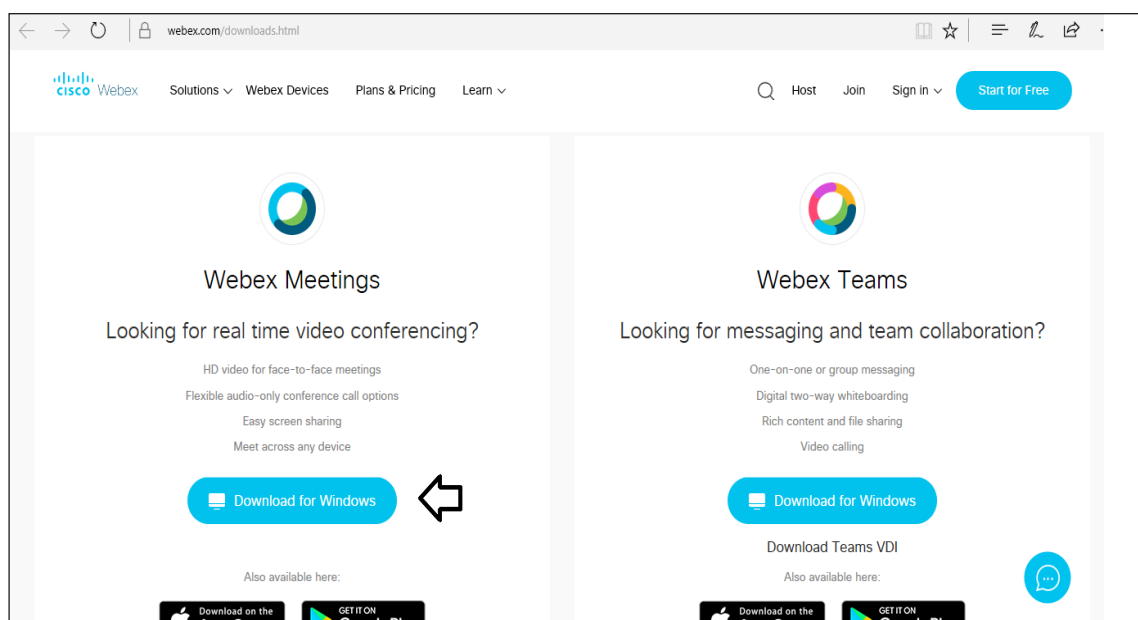 webex.com/downloads.html
CISCO Webex Solutions Webex Devices Plans & Pricing Learn Host Join Sign in Start for Free
Webex Meetings
Looking for real time video conferencing?
HD video for face-to-face meetings
Flexible audio-only conference call options
Easy screen sharing
Meet across any device
Download for Windows
Also available here:
Download on the
GET IT ON
Webex Teams
Looking for messaging and team collaboration?
One-on-one or group messaging
Digital two-way whiteboarding
Rich content and file sharing
Video calling
Download for Windows
Download Teams VDI
Also available here:
Download on the
GET IT ON